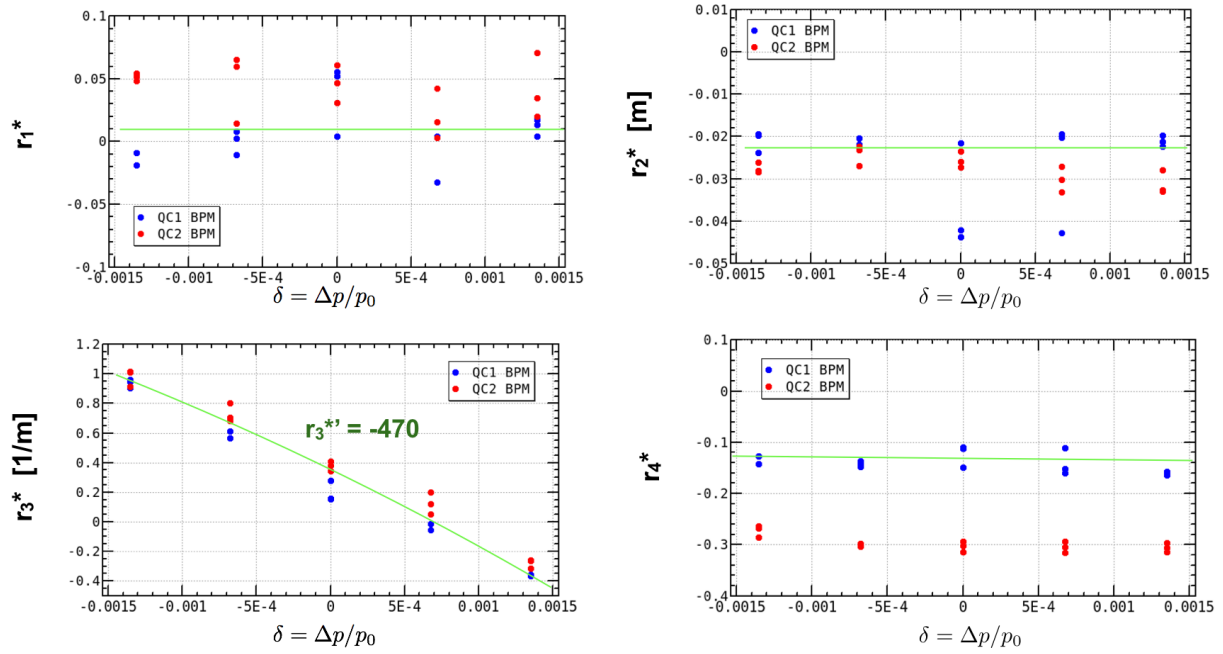 0.1
0.05
0
-0.05
-0.1
r1*
QC1 BPM
QC2 BPM
-0.0015 -0.001 -5E-4 0 5E-4 0.001 0.0015
δ = Δp/p0
0.01
0
-0.01
-0.02
-0.03
-0.04
-0.05
r2* [m]
QC1 BPM
QC2 BPM
-0.0015 -0.001 -5E-4 0 5E-4 0.001 0.0015
δ = Δp/p0
1.2
1
0.8
0.6
0.4
0.2
0
-0.2
-0.4
r3* [1/m]
QC1 BPM
QC2 BPM
r3*' = -470
-0.0015 -0.001 -5E-4 0 5E-4 0.001 0.0015
δ = Δp/p0
0.1
0
-0.1
-0.2
-0.3
-0.4
r4*
QC1 BPM
QC2 BPM
-0.0015 -0.001 -5E-4 0 5E-4 0.001 0.0015
δ = Δp/p0